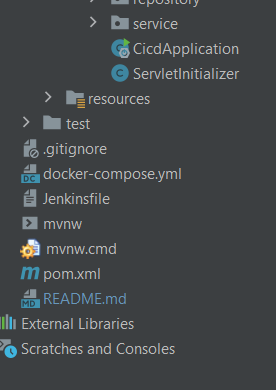 repository
service
CicdApplication
ServletInitializer
resources
test
.gitignore
docker-compose.yml
Jenkinsfile
mvnw
mvnw.cmd
pom.xml
README.md
External Libraries
Scratches and Consoles